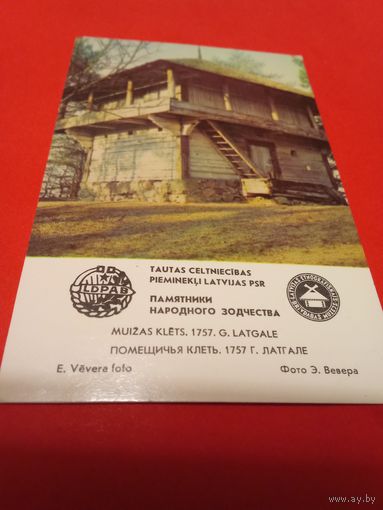 TAUTAS CELTNIECĪBAS
PIEMINEKĻI LATVIJAS PSR
ПАМЯТНИКИ
НАРОДНОГО ЗОДЧЕСТВА
MUIŽAS KLĒTS. 1757. G. LATGALE
ПОМЕЩИЧЬЯ КЛЕТЬ. 1757 Г. ЛАТГАЛЕ
E. Vēvera foto
Фото Э. Вевера
www.ay.by